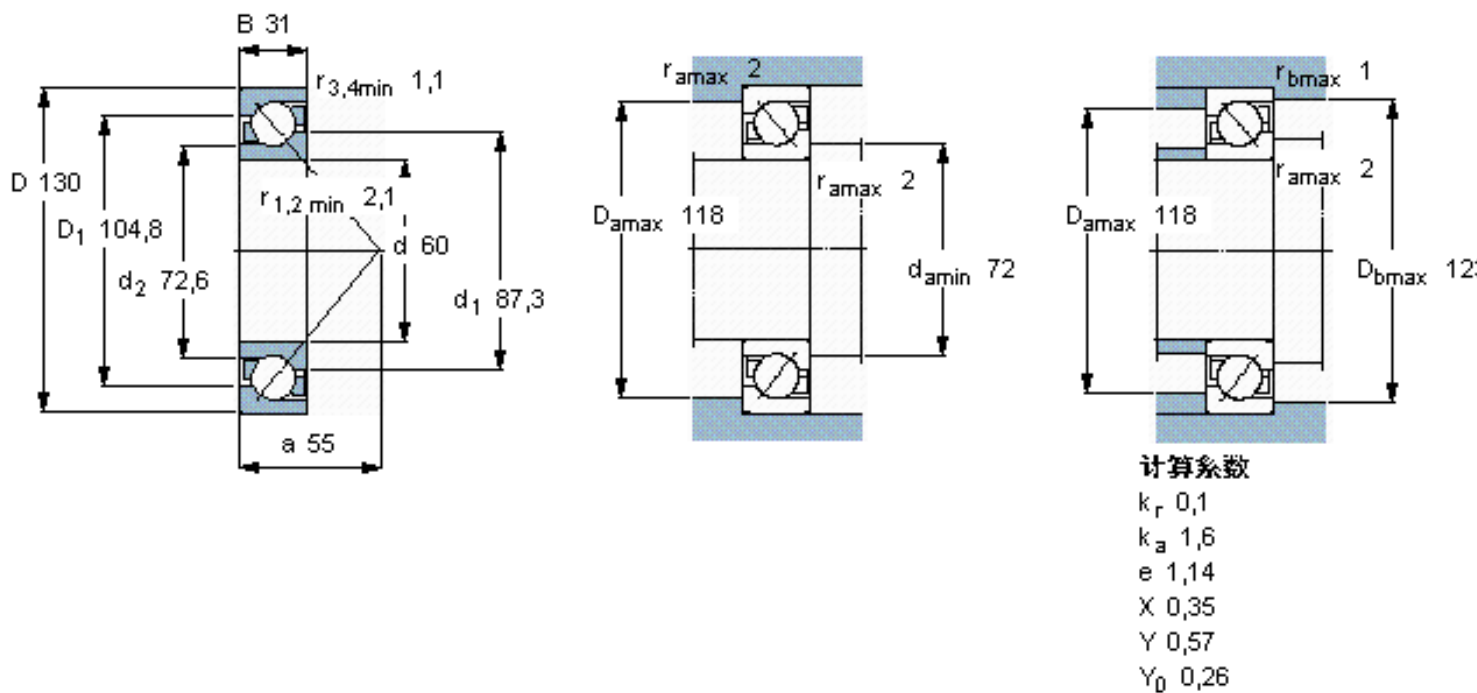 B 31
r3,4min 1,1
D 130
D1 104,8
r1,2 min 2,1
d 60
d2 72,6
d1 87,3
a 55
ramax 2
ramax 2
Damax 118
damin 72
rbmax 1
ramax 2
Damax 118
Dbmax 123
计算系数
kr 0,1
ka 1,6
e 1,14
X 0,35
Y 0,57
Y0 0,26